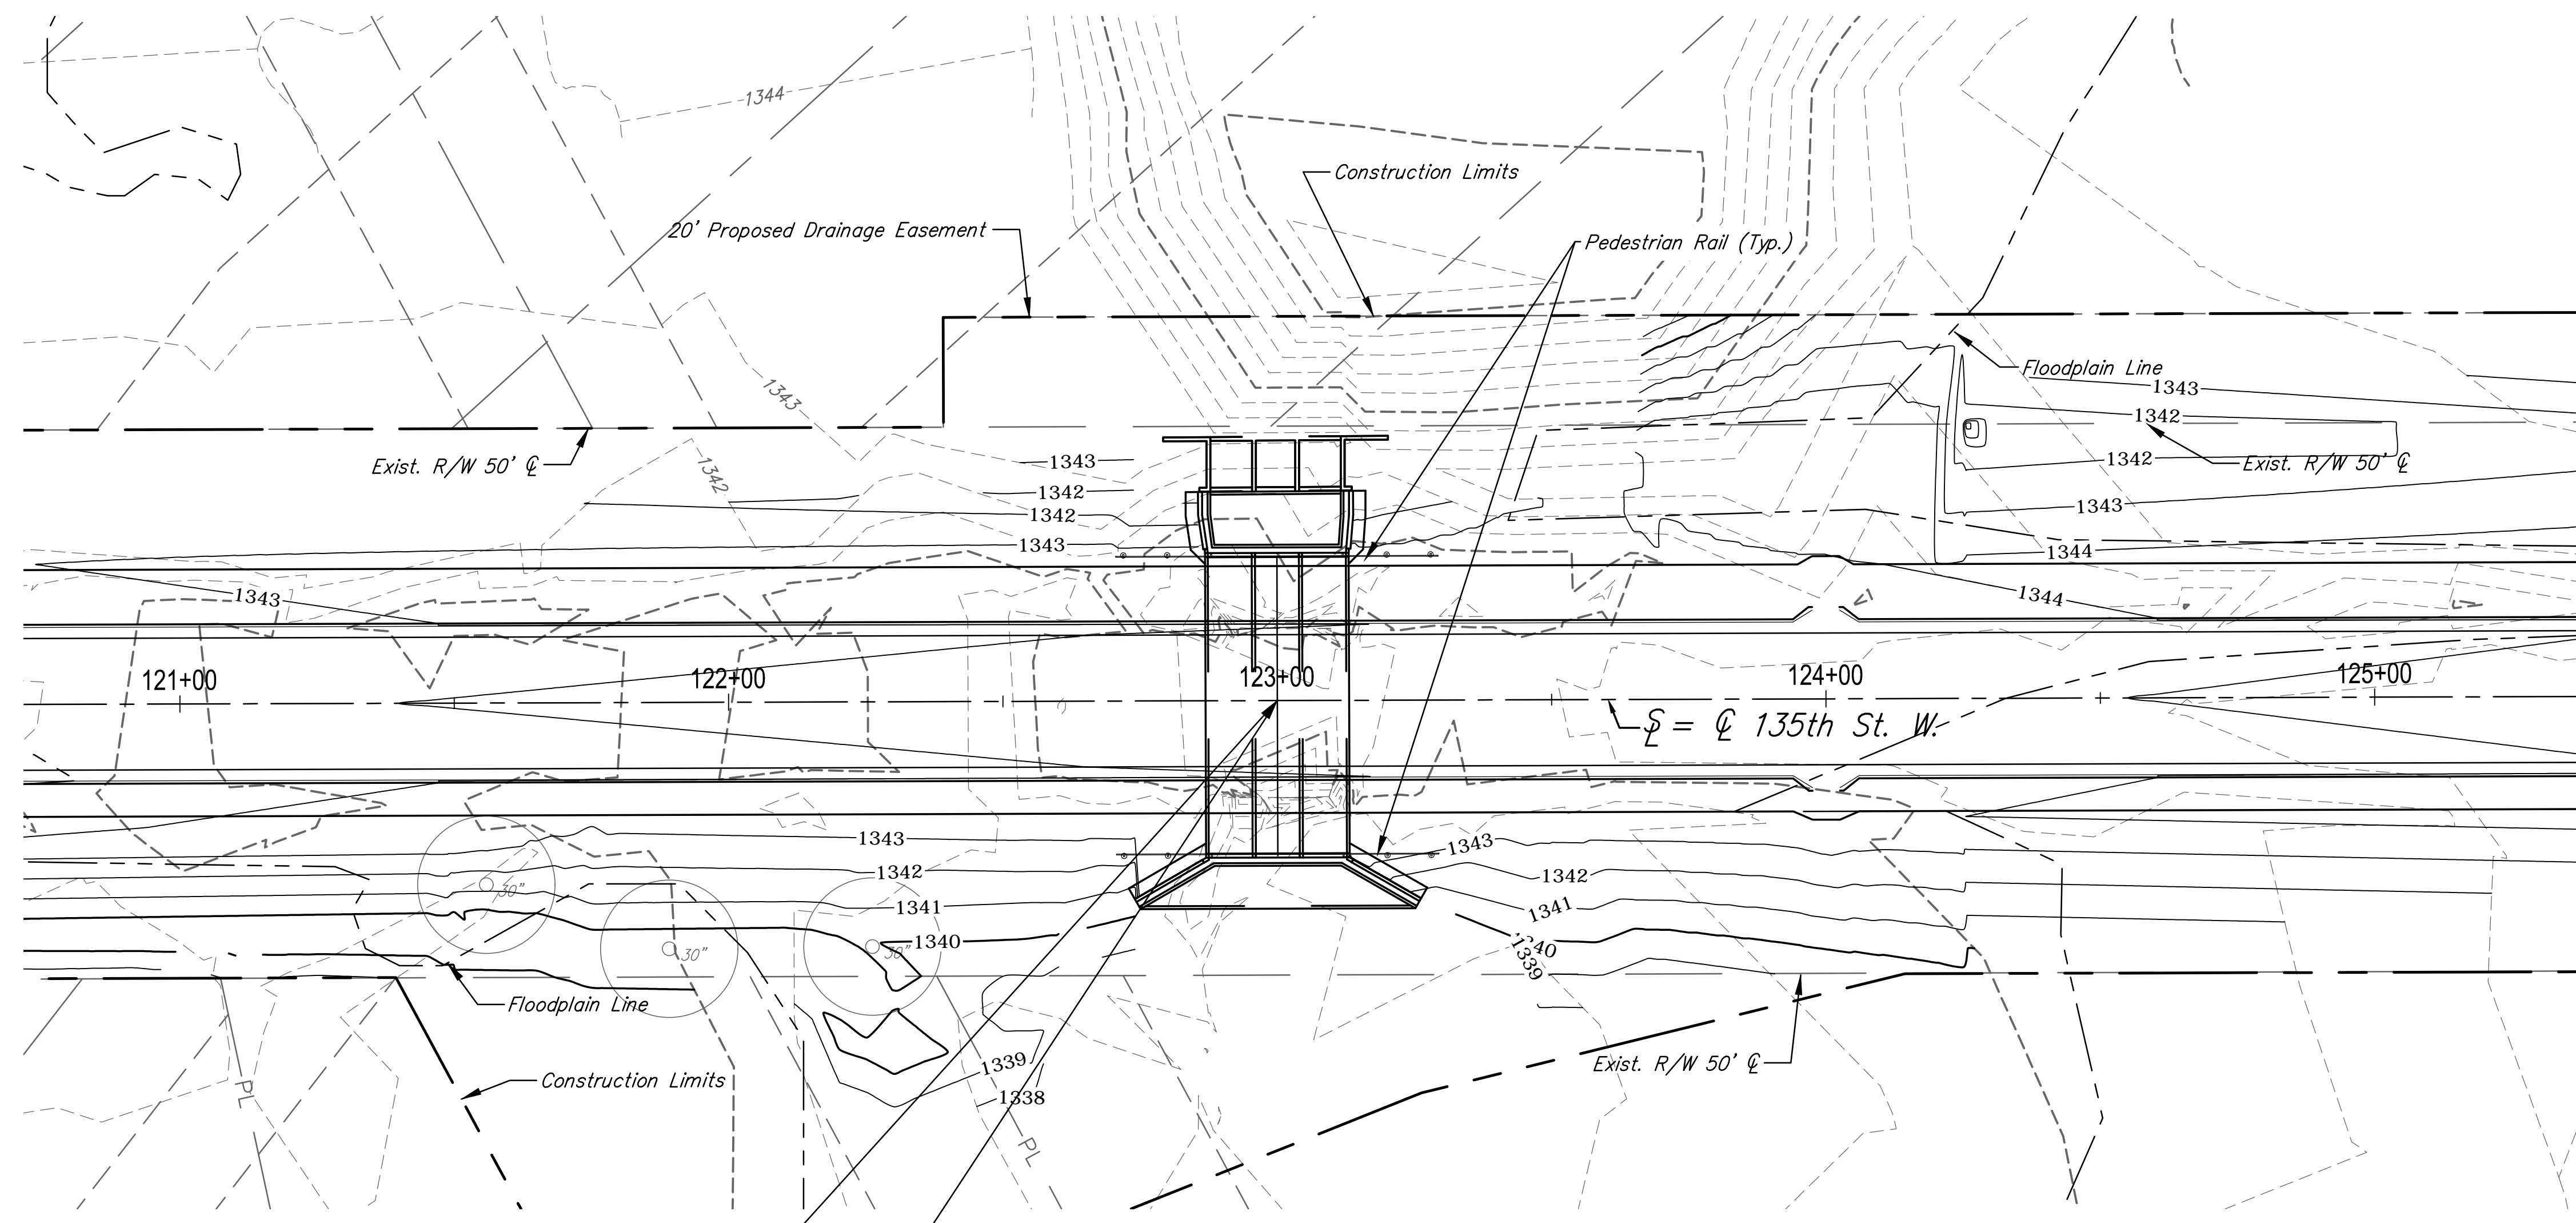 1344
Construction Limits
20' Proposed Drainage Easement
Pedestrian Rail (Typ.)
Floodplain Line
1343
1343
1342
Exist. R/W 50' ℄
1342
1343
1342
Exist. R/W 50' ℄
1342
1343
1342
1343
1344
1343
1344
121+00
122+00
123+00
124+00
125+00
S͏L = ℄ 135th St. W.
1343
1343
1342
1342
30"
1341
1341
1340
1340
30"
30"
1339
Floodplain Line
1339
Exist. R/W 50' ℄
Construction Limits
PL
1338
PL